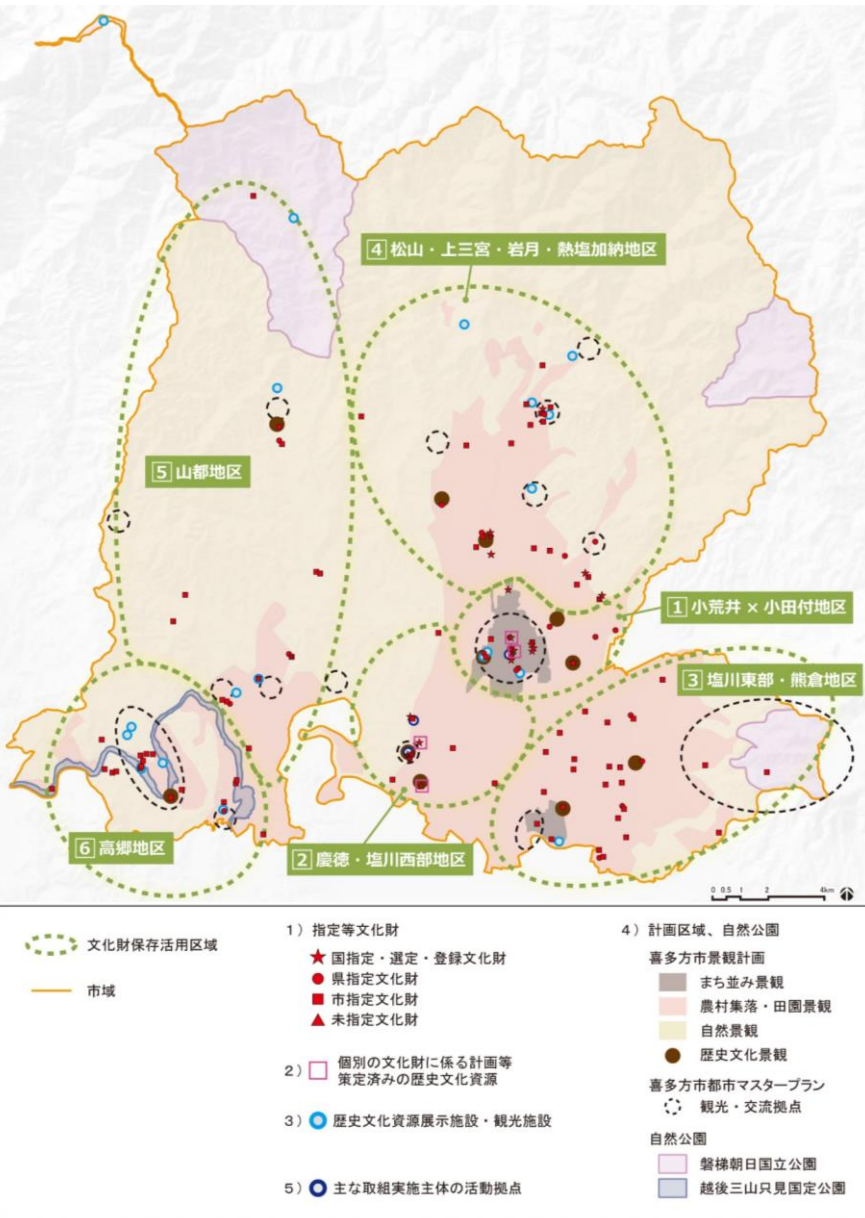 4 松山・上三宮・岩月・熱塩加納地区
5 山都地区
1 小荒井 × 小田付地区
3 塩川東部・熊倉地区
6 高郷地区
2 慶徳・塩川西部地区
0 0.5 1 2 4km
文化財保存活用区域
市域
1）指定等文化財
国指定・選定・登録文化財
県指定文化財
市指定文化財
未指定文化財
2） 個別の文化財に係る計画等
策定済みの歴史文化資源
3） 歴史文化資源展示施設・観光施設
5） 主な取組実施主体の活動拠点
4）計画区域、自然公園
喜多方市景観計画
まち並み景観
農村集落・田園景観
自然景観
歴史文化景観
喜多方市都市マスタープラン
観光・交流拠点
自然公園
磐梯朝日国立公園
越後三山只見国定公園